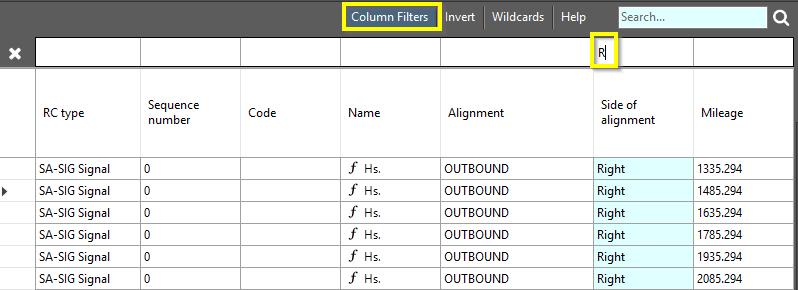 Column Filters Invert Wildcards Help Search...
R
RC type Sequence number Code Name Alignment Side of alignment Mileage
SA-SIG Signal 0 ƒ Hs. OUTBOUND Right 1335.294
SA-SIG Signal 0 ƒ Hs. OUTBOUND Right 1485.294
SA-SIG Signal 0 ƒ Hs. OUTBOUND Right 1635.294
SA-SIG Signal 0 ƒ Hs. OUTBOUND Right 1785.294
SA-SIG Signal 0 ƒ Hs. OUTBOUND Right 1935.294
SA-SIG Signal 0 ƒ Hs. OUTBOUND Right 2085.294